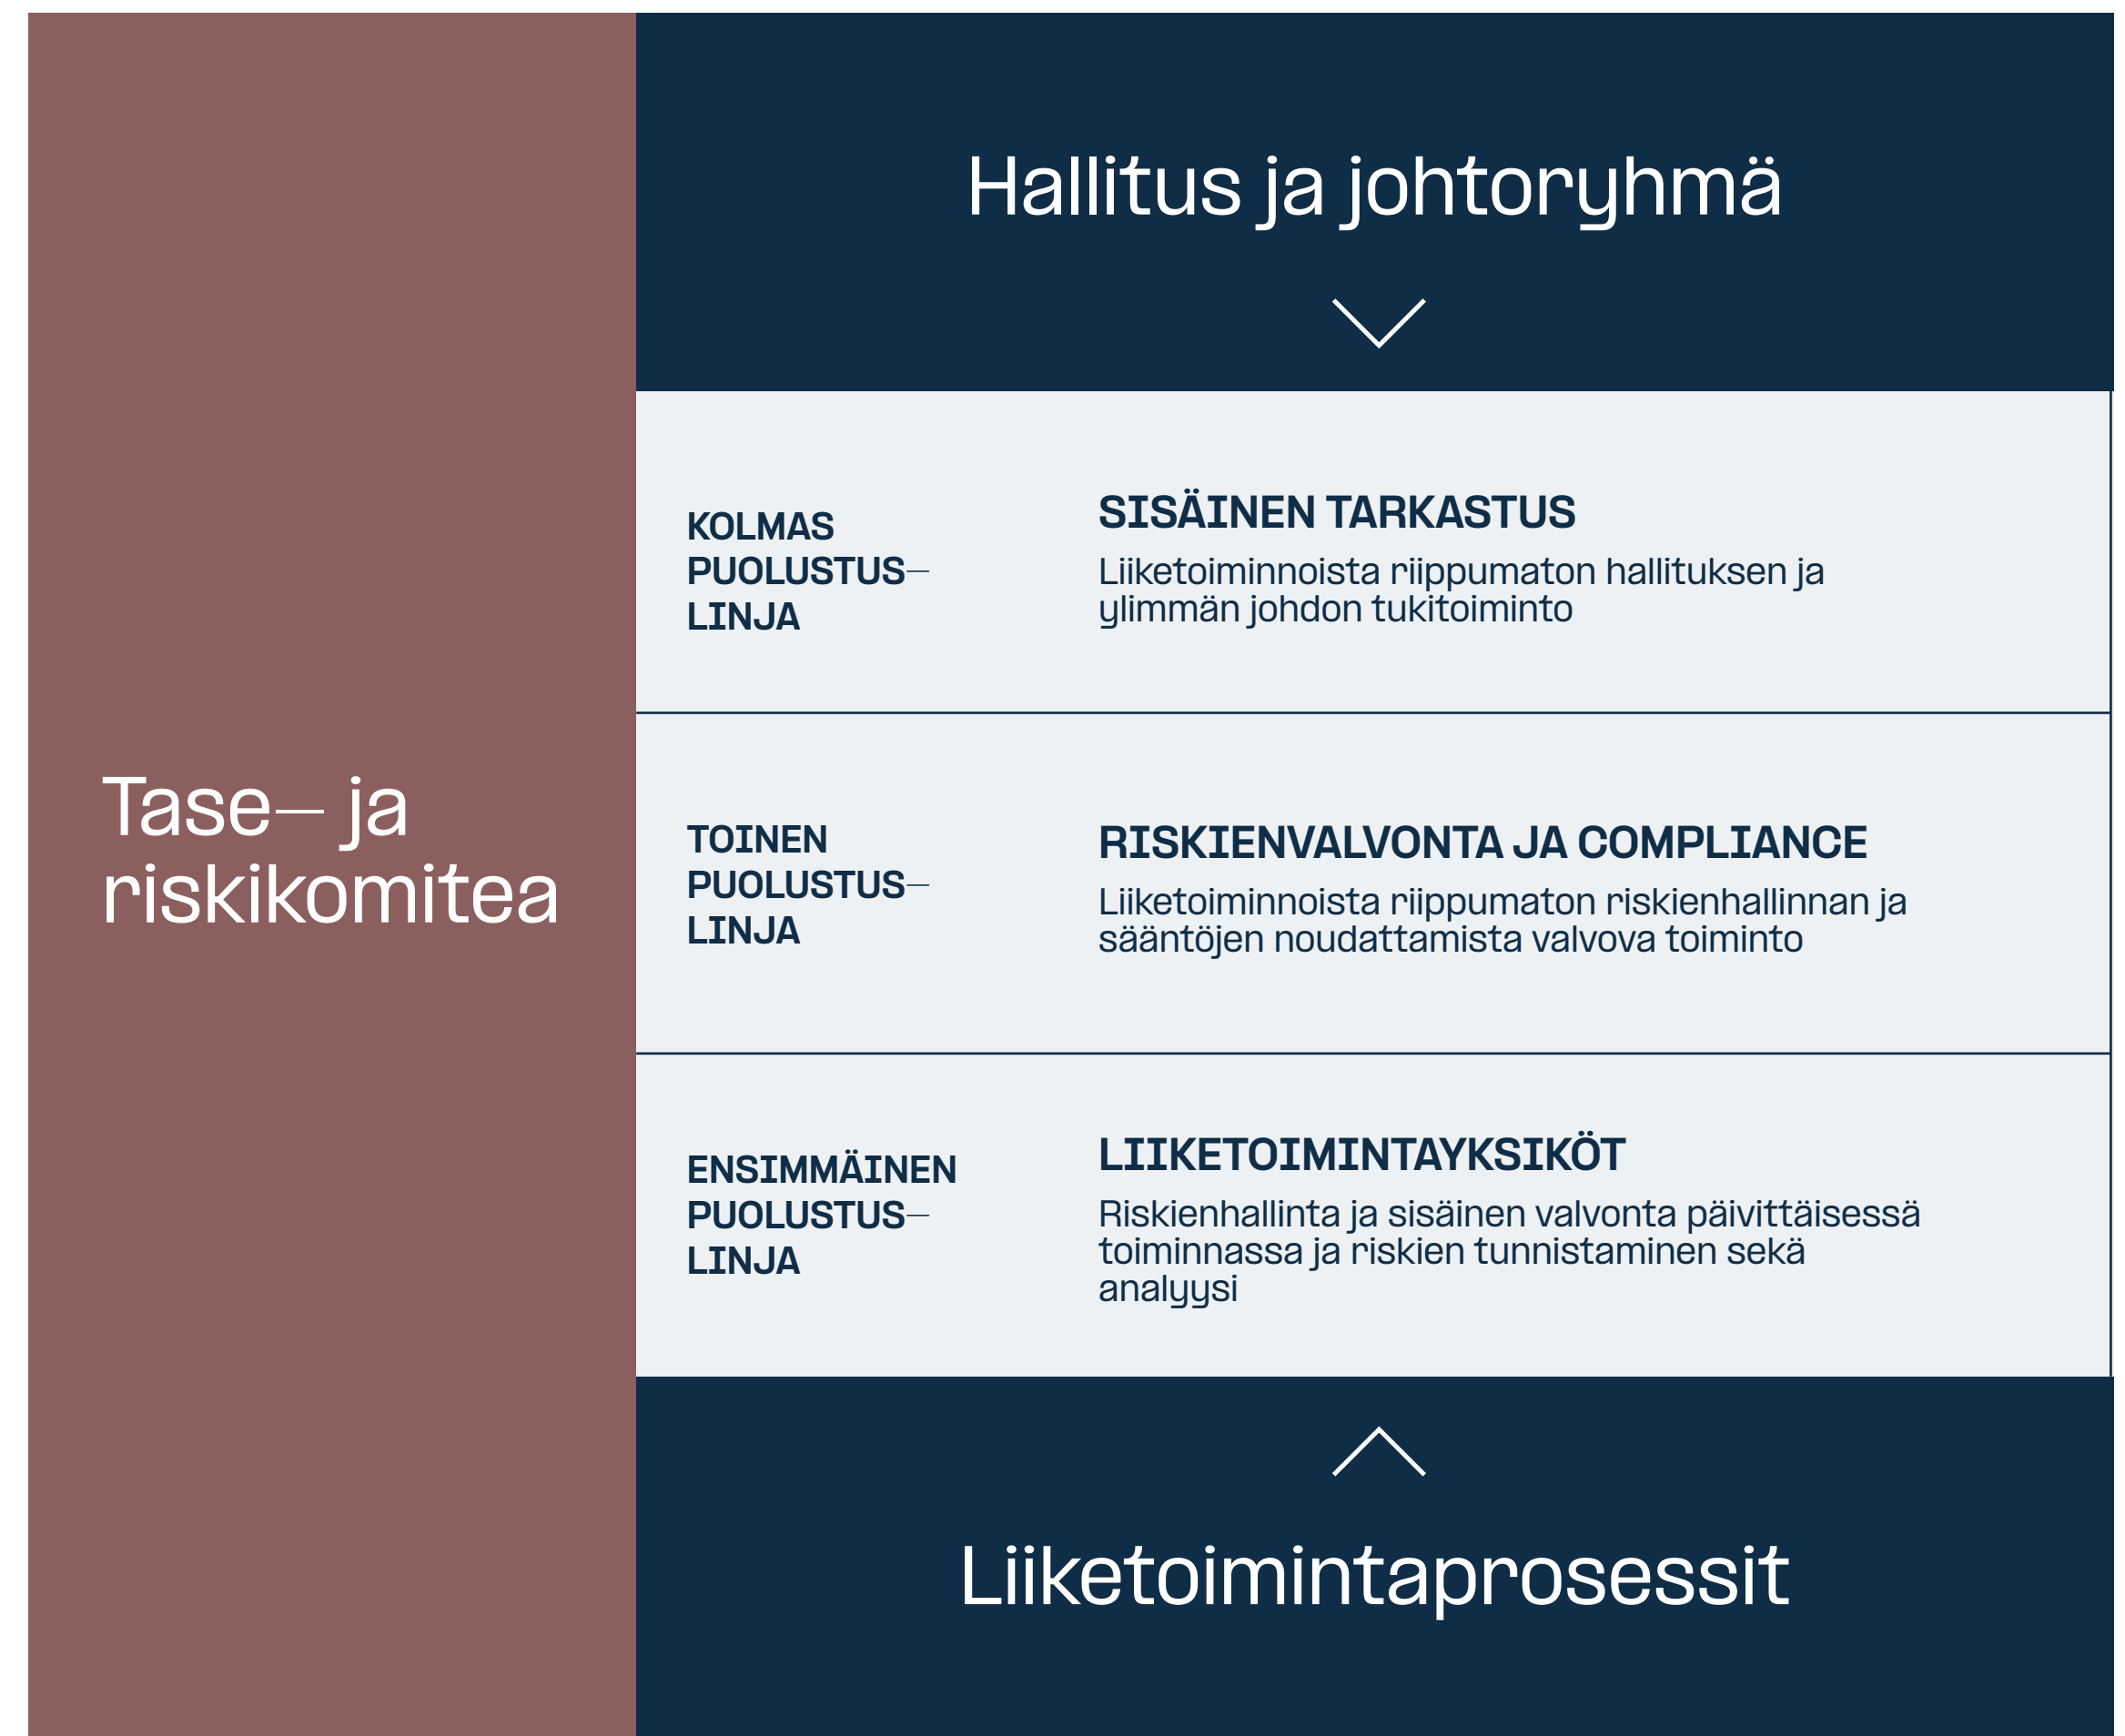 Tase– ja
riskikomitea
Hallitus ja johtoryhmä
KOLMAS
PUOLUSTUS–
LINJA
SISÄINEN TARKASTUS
Liiketoiminnoista riippumaton hallituksen ja
ylimmän johdon tukitoiminto
TOINEN
PUOLUSTUS–
LINJA
RISKIENVALVONTA JA COMPLIANCE
Liiketoiminnoista riippumaton riskienhallinnan ja
sääntöjen noudattamista valvova toiminto
ENSIMMÄINEN
PUOLUSTUS–
LINJA
LIIKETOIMINTAYKSIKÖT
Riskienhallinta ja sisäinen valvonta päivittäisessä
toiminnassa ja riskien tunnistaminen sekä
analyysi
Liiketoimintaprosessit